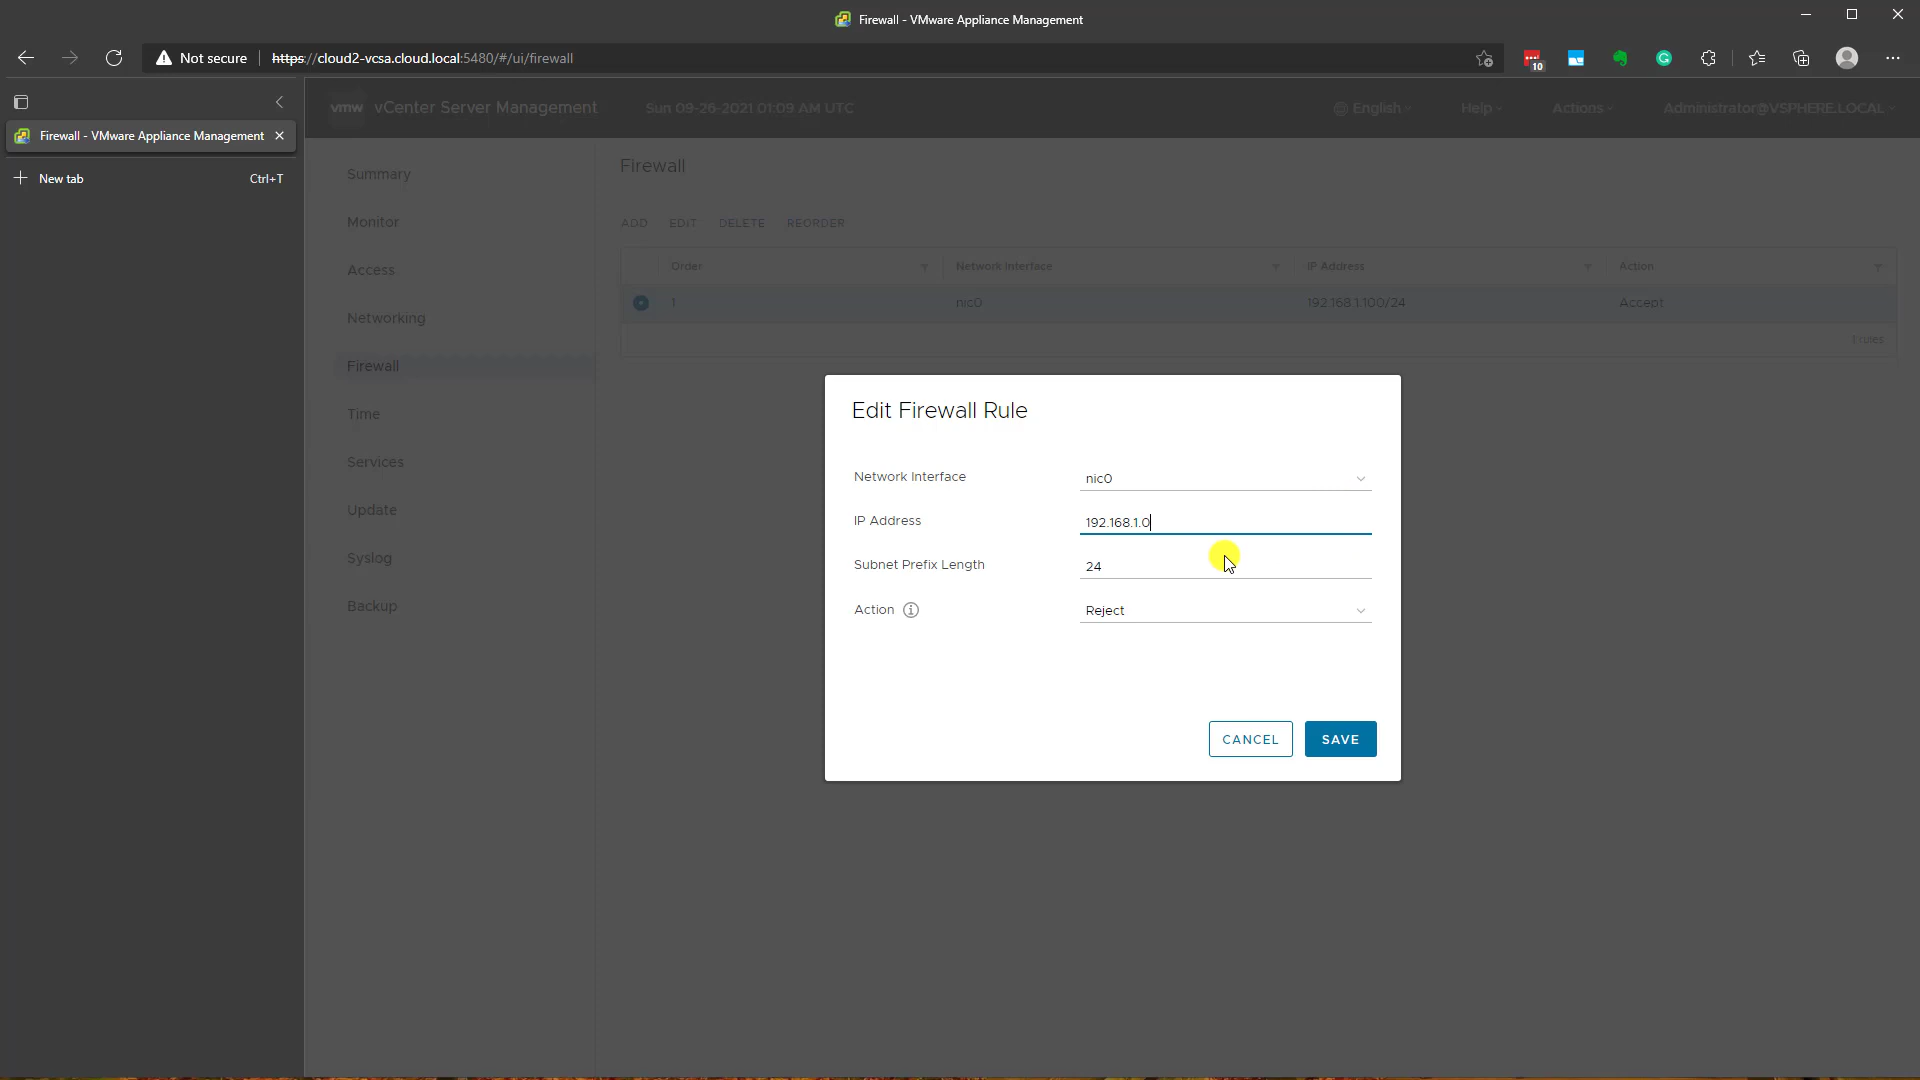 Firewall - VMware Appliance Management
Not secure
https://cloud2-vcsa.cloud.local:5480/#/ui/firewall
10
Firewall - VMware Appliance Management
New tab
Ctrl+T
vmw vCenter Server Management
Sun 09-26-2021 01:09 AM UTC
English
Help
Actions
Administrator@VSPHERE.LOCAL
Summary
Monitor
Access
Networking
Firewall
Time
Services
Update
Syslog
Backup
Firewall
ADD EDIT DELETE REORDER
Order Network Interface IP Address Action
1 nic0 192.168.1.100/24 Accept
1 rules
Edit Firewall Rule
Network Interface nic0
IP Address 192.168.1.0
Subnet Prefix Length 24
Action Reject
CANCEL SAVE